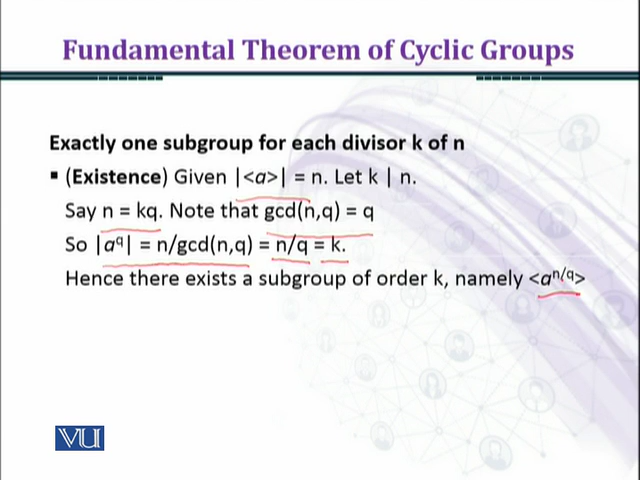 Fundamental Theorem of Cyclic Groups
Exactly one subgroup for each divisor k of n
▪ (Existence) Given |<a>| = n. Let k | n.
Say n = kq. Note that gcd(n,q) = q
So |a^q| = n/gcd(n,q) = n/q = k.
Hence there exists a subgroup of order k, namely <a^n/q>
VU